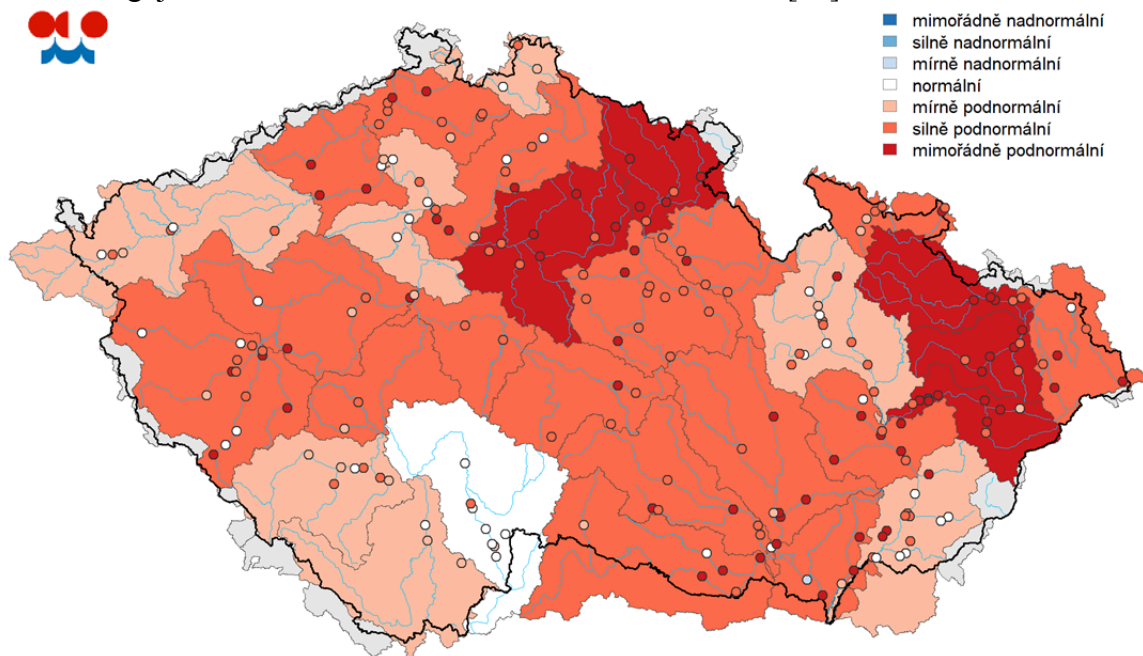 mimořádně nadnormální
silně nadnormální
mírně nadnormální
normální
mírně podnormální
silně podnormální
mimořádně podnormální